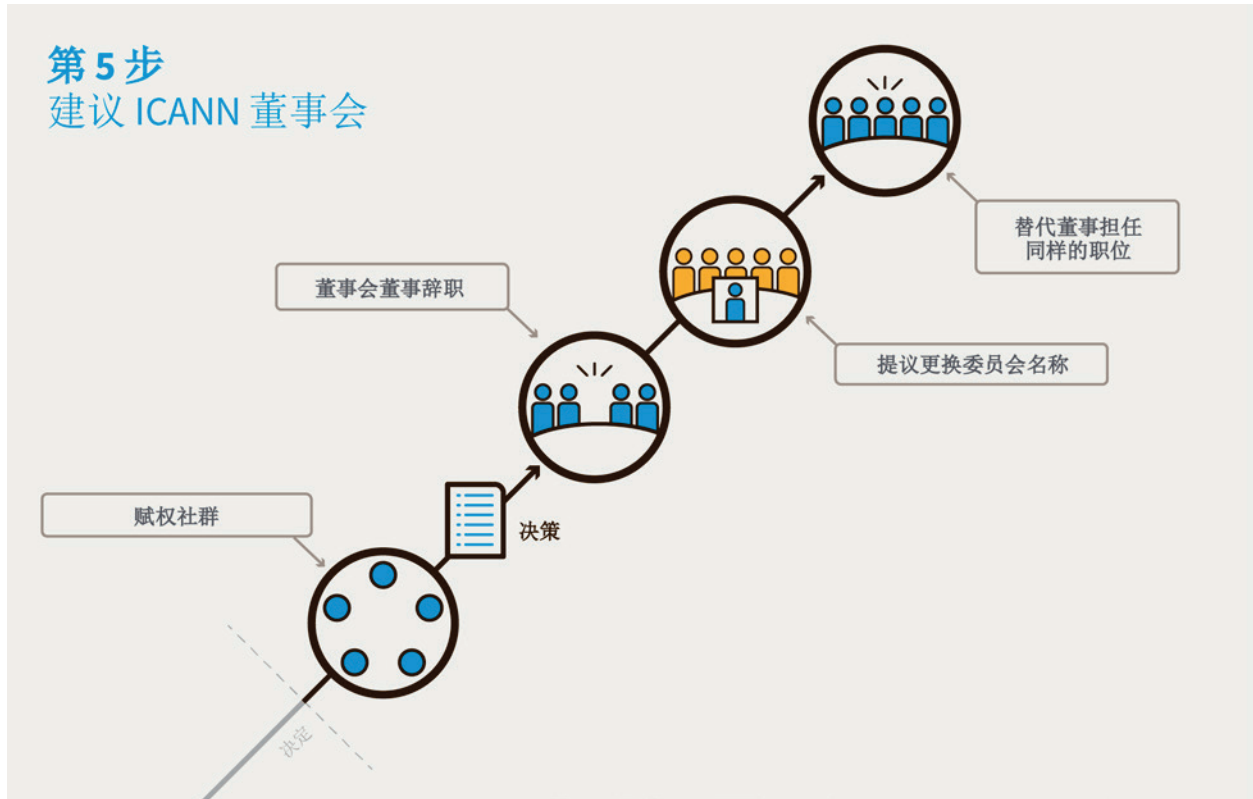 第 5 步
建议 ICANN 董事会
替代董事担任
同样的职位
董事会董事辞职
提议更换委员会名称
赋权社群
决策
决定